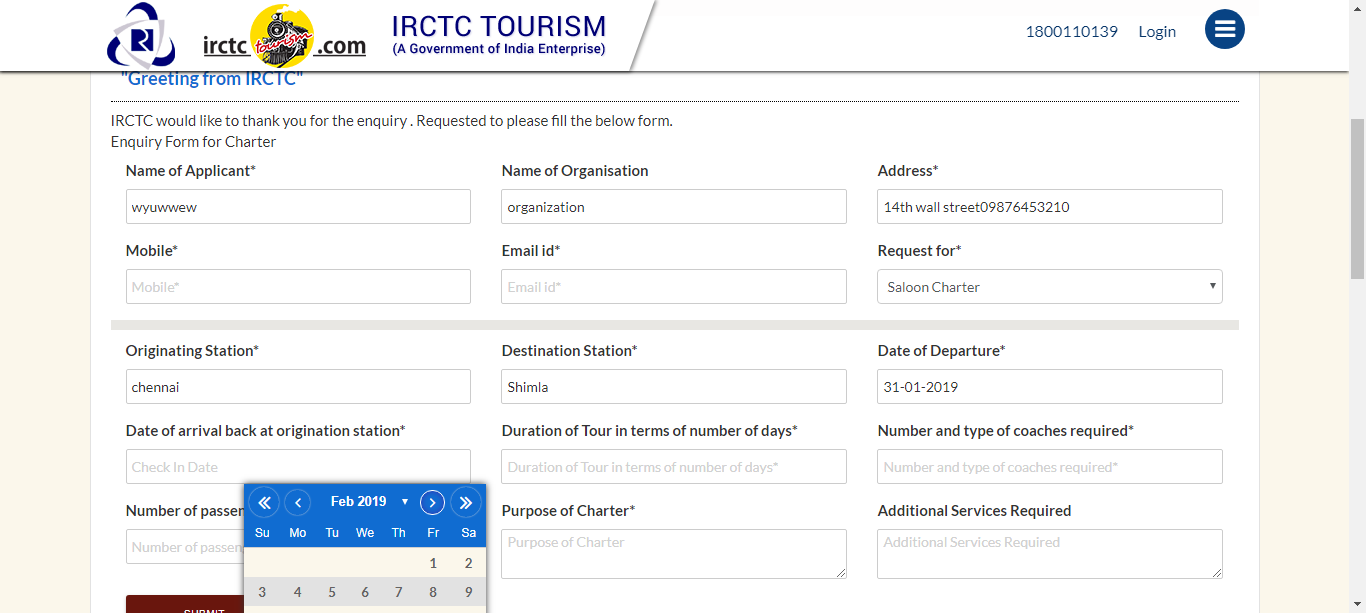 irctc tourism .com
IRCTC TOURISM
(A Government of India Enterprise)
1800110139 Login
"Greeting from IRCTC"
IRCTC would like to thank you for the enquiry . Requested to please fill the below form.
Enquiry Form for Charter
Name of Applicant* Name of Organisation Address*
wyuwwew organization 14th wall street09876453210
Mobile* Email id* Request for*
Mobile* Email id* Saloon Charter
Originating Station* Destination Station* Date of Departure*
chennai Shimla 31-01-2019
Date of arrival back at origination station* Duration of Tour in terms of number of days* Number and type of coaches required*
Check In Date Duration of Tour in terms of number of days* Number and type of coaches required*
Feb 2019
Number of passen Purpose of Charter* Additional Services Required
Su Mo Tu We Th Fr Sa
Number of passen Purpose of Charter Additional Services Required
1 2
3 4 5 6 7 8 9
SUBMIT